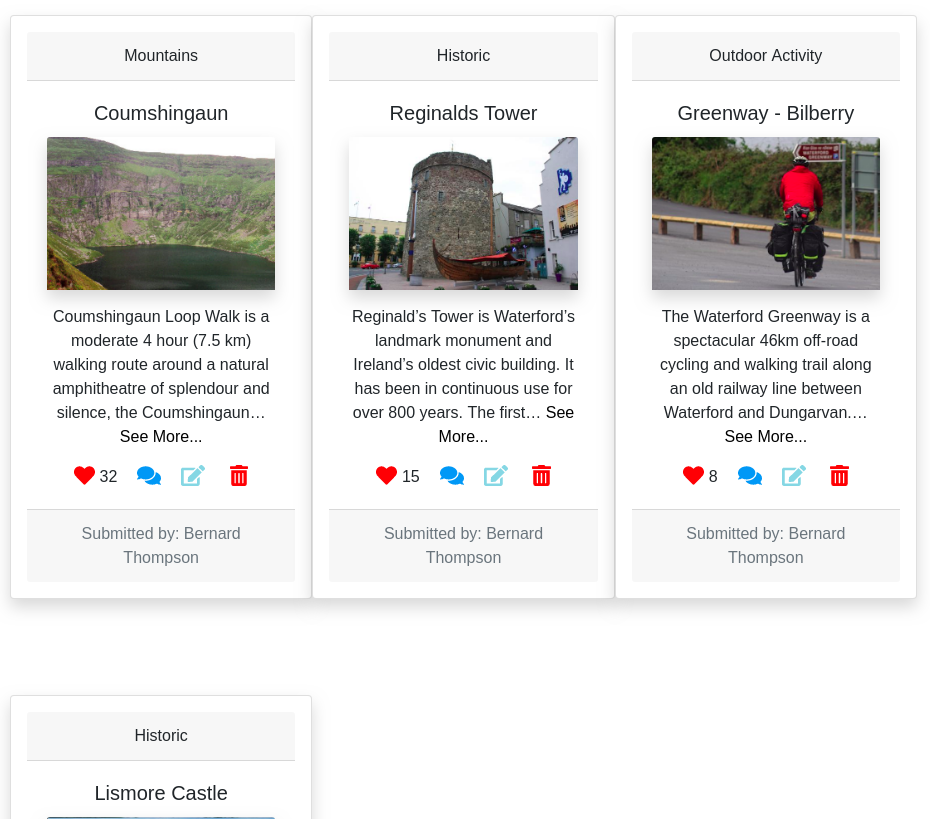 Mountains
Coumshingaun
Coumshingaun Loop Walk is a
moderate 4 hour (7.5 km)
walking route around a natural
amphitheatre of splendour and
silence, the Coumshingaun…
See More...
32
Submitted by: Bernard
Thompson
Historic
Reginalds Tower
Reginald’s Tower is Waterford’s
landmark monument and
Ireland’s oldest civic building. It
has been in continuous use for
over 800 years. The first… See
More...
15
Submitted by: Bernard
Thompson
Outdoor Activity
Greenway - Bilberry
WATERFORD
GREENWAY
The Waterford Greenway is a
spectacular 46km off-road
cycling and walking trail along
an old railway line between
Waterford and Dungarvan.…
See More...
8
Submitted by: Bernard
Thompson
Historic
Lismore Castle